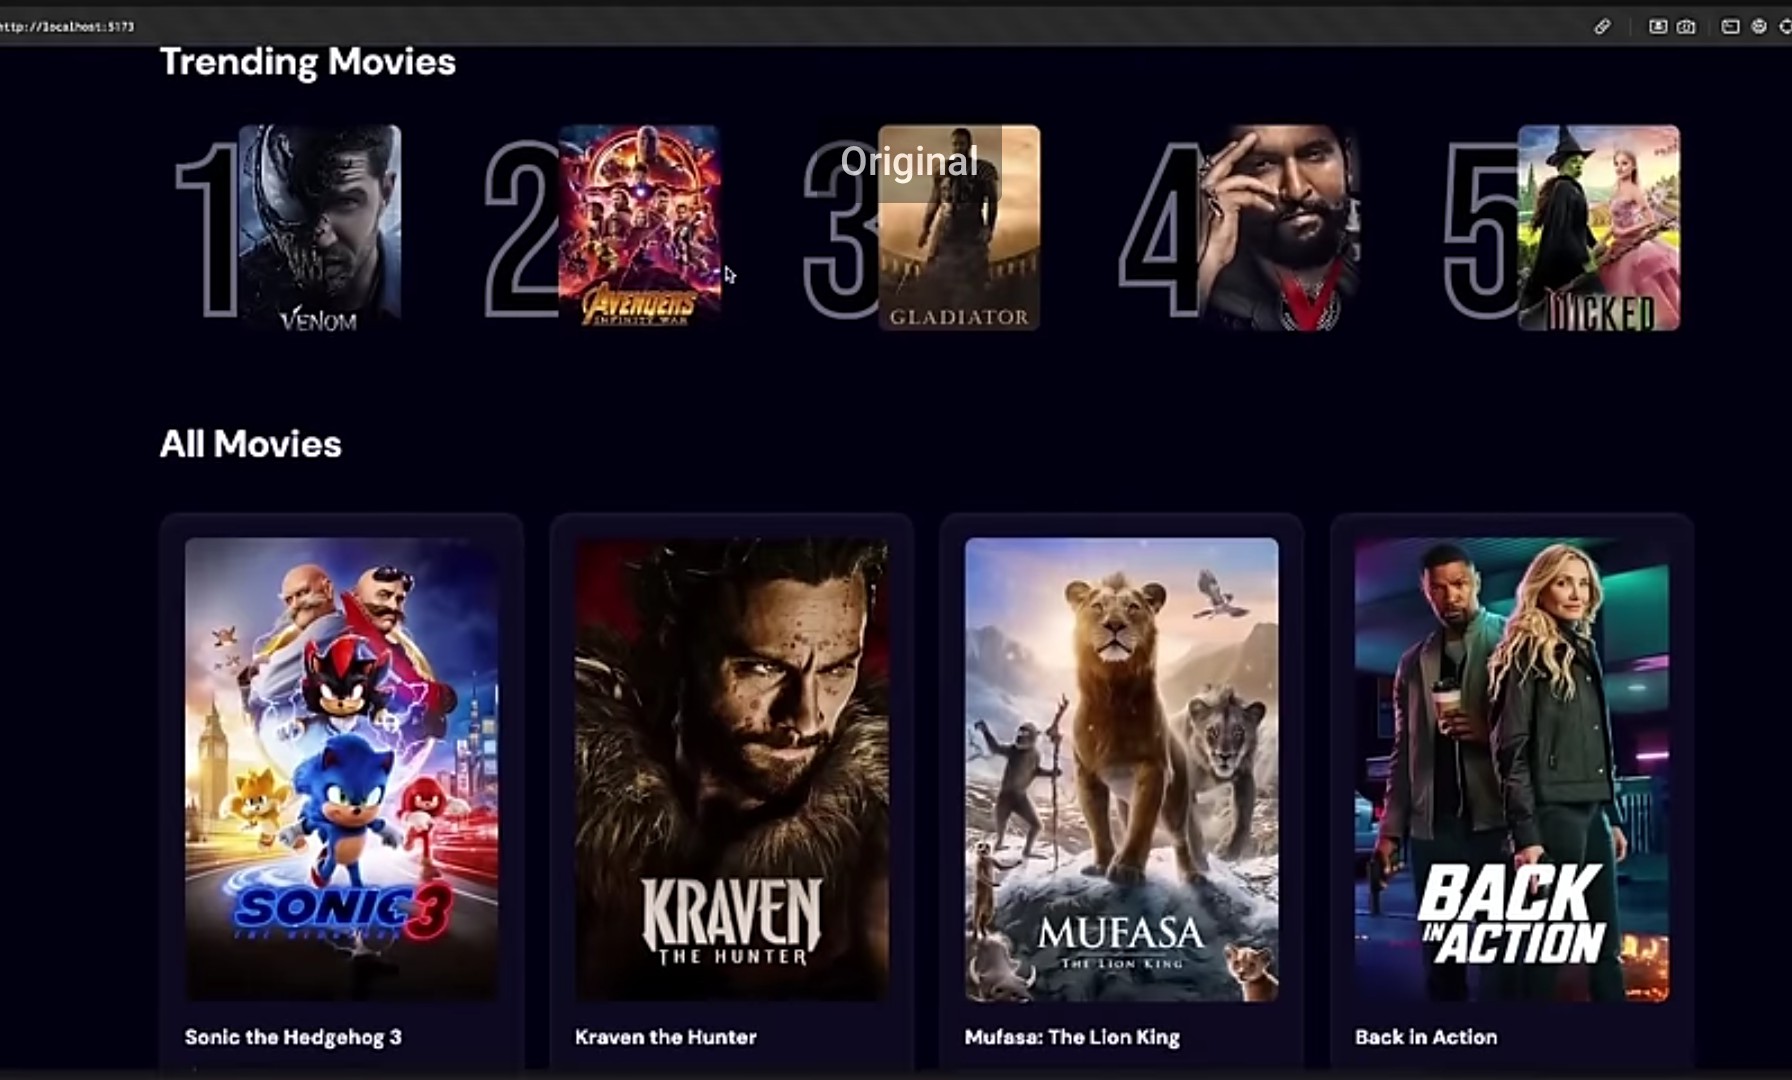 http://localhost:5173
Trending Movies
1
VENOM
2
AVENGERS
INFINITY WAR
3
Original
GLADIATOR
4
5
WICKED
All Movies
SONIC 3
KRAVEN
THE HUNTER
MUFASA
THE LION KING
BACK
IN ACTION
Sonic the Hedgehog 3
Kraven the Hunter
Mufasa: The Lion King
Back in Action